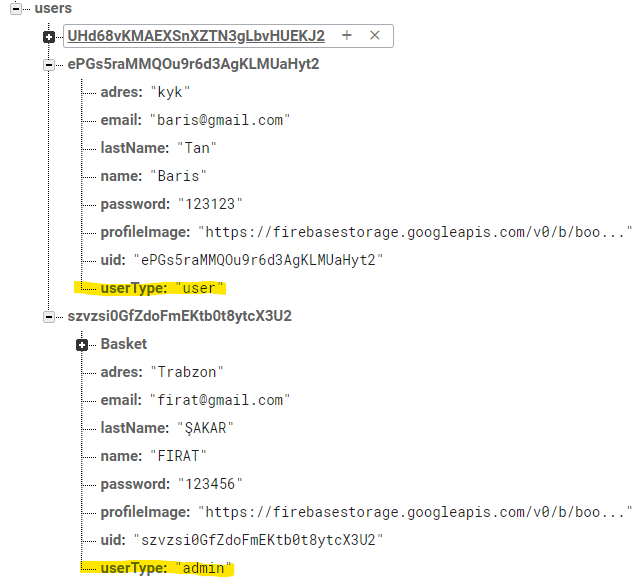 users
UHd68vKMAEXSnXZTN3gLbvHUEKJ2 + ×
ePGs5raMMQOu9r6d3AgKLMUaHyt2
adres: "kyk"
email: "baris@gmail.com"
lastName: "Tan"
name: "Baris"
password: "123123"
profileImage: "https://firebasestorage.googleapis.com/v0/b/boo..."
uid: "ePGs5raMMQOu9r6d3AgKLMUaHyt2"
userType: "user"
szvzsi0GfZdoFmEKtb0t8ytcX3U2
Basket
adres: "Trabzon"
email: "firat@gmail.com"
lastName: "ŞAKAR"
name: "FIRAT"
password: "123456"
profileImage: "https://firebasestorage.googleapis.com/v0/b/boo..."
uid: "szvzsi0GfZdoFmEKtb0t8ytcX3U2"
userType: "admin"